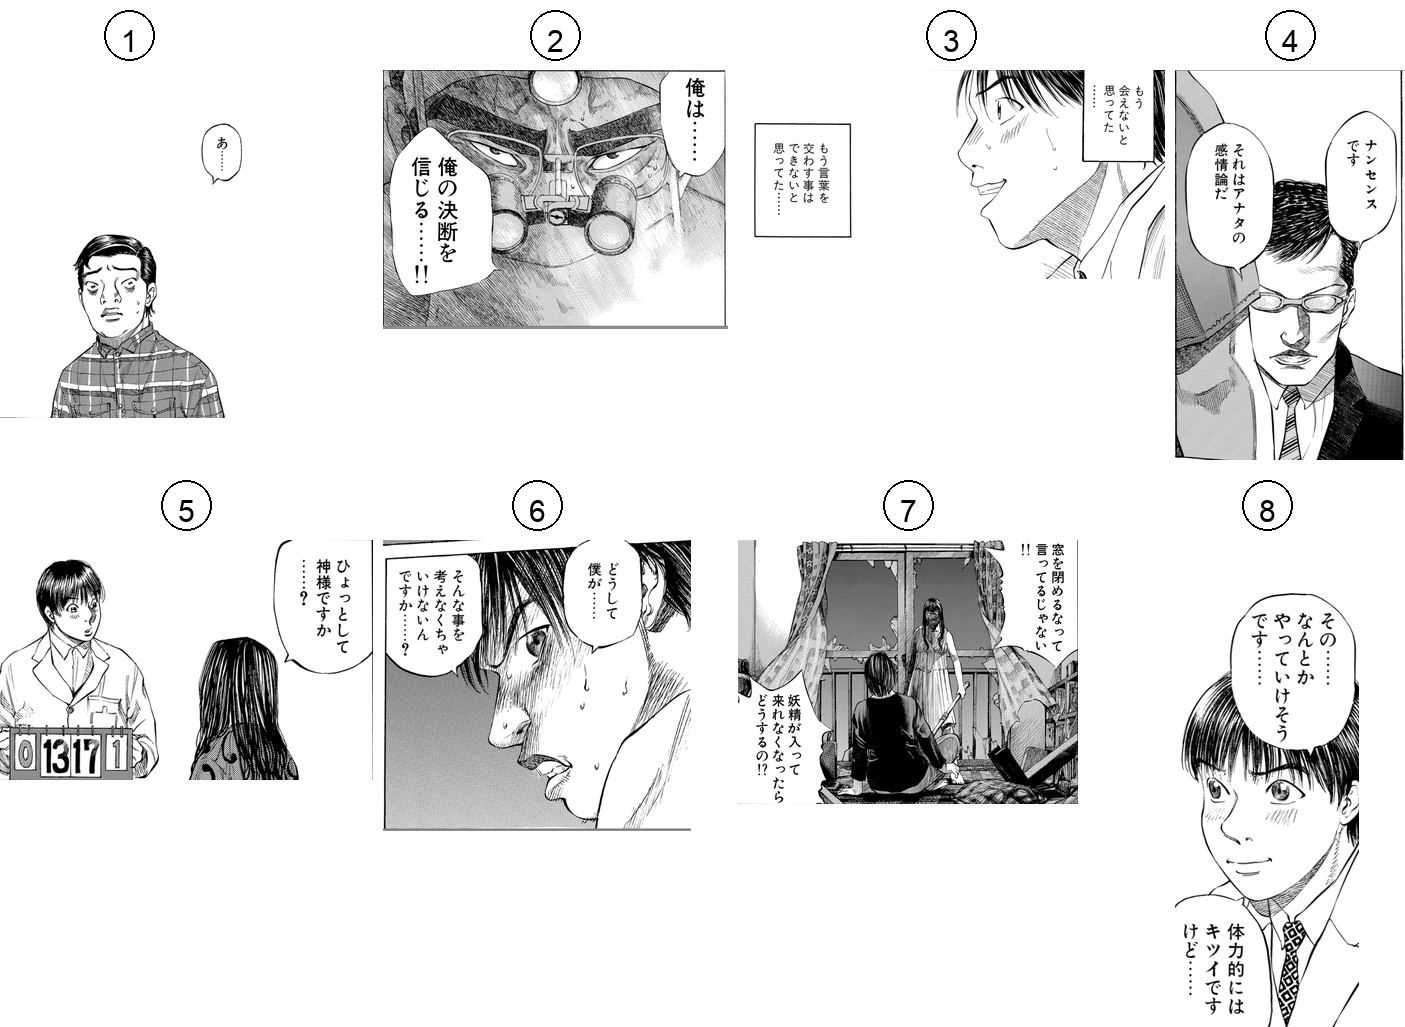 1
あ……
2
俺は……
俺の決断を
信じる……!!
3
もう
会えないと
思ってた
……
もう言葉を
交わす事は
できないと
思ってた……
4
ナンセンス
です
それはアナタの
感情論だ
5
ひょっとして
神様ですか
……?
0 13 17 1
6
どうして
僕が……
そんな事を
考えなくちゃ
いけないん
ですか……?
7
窓を閉めるなって
言ってるじゃない
!!
妖精が入って
来れなくなったら
どうするの!?
8
その……
なんとか
やっていけそう
です……
体力的には
キツイです
けど……